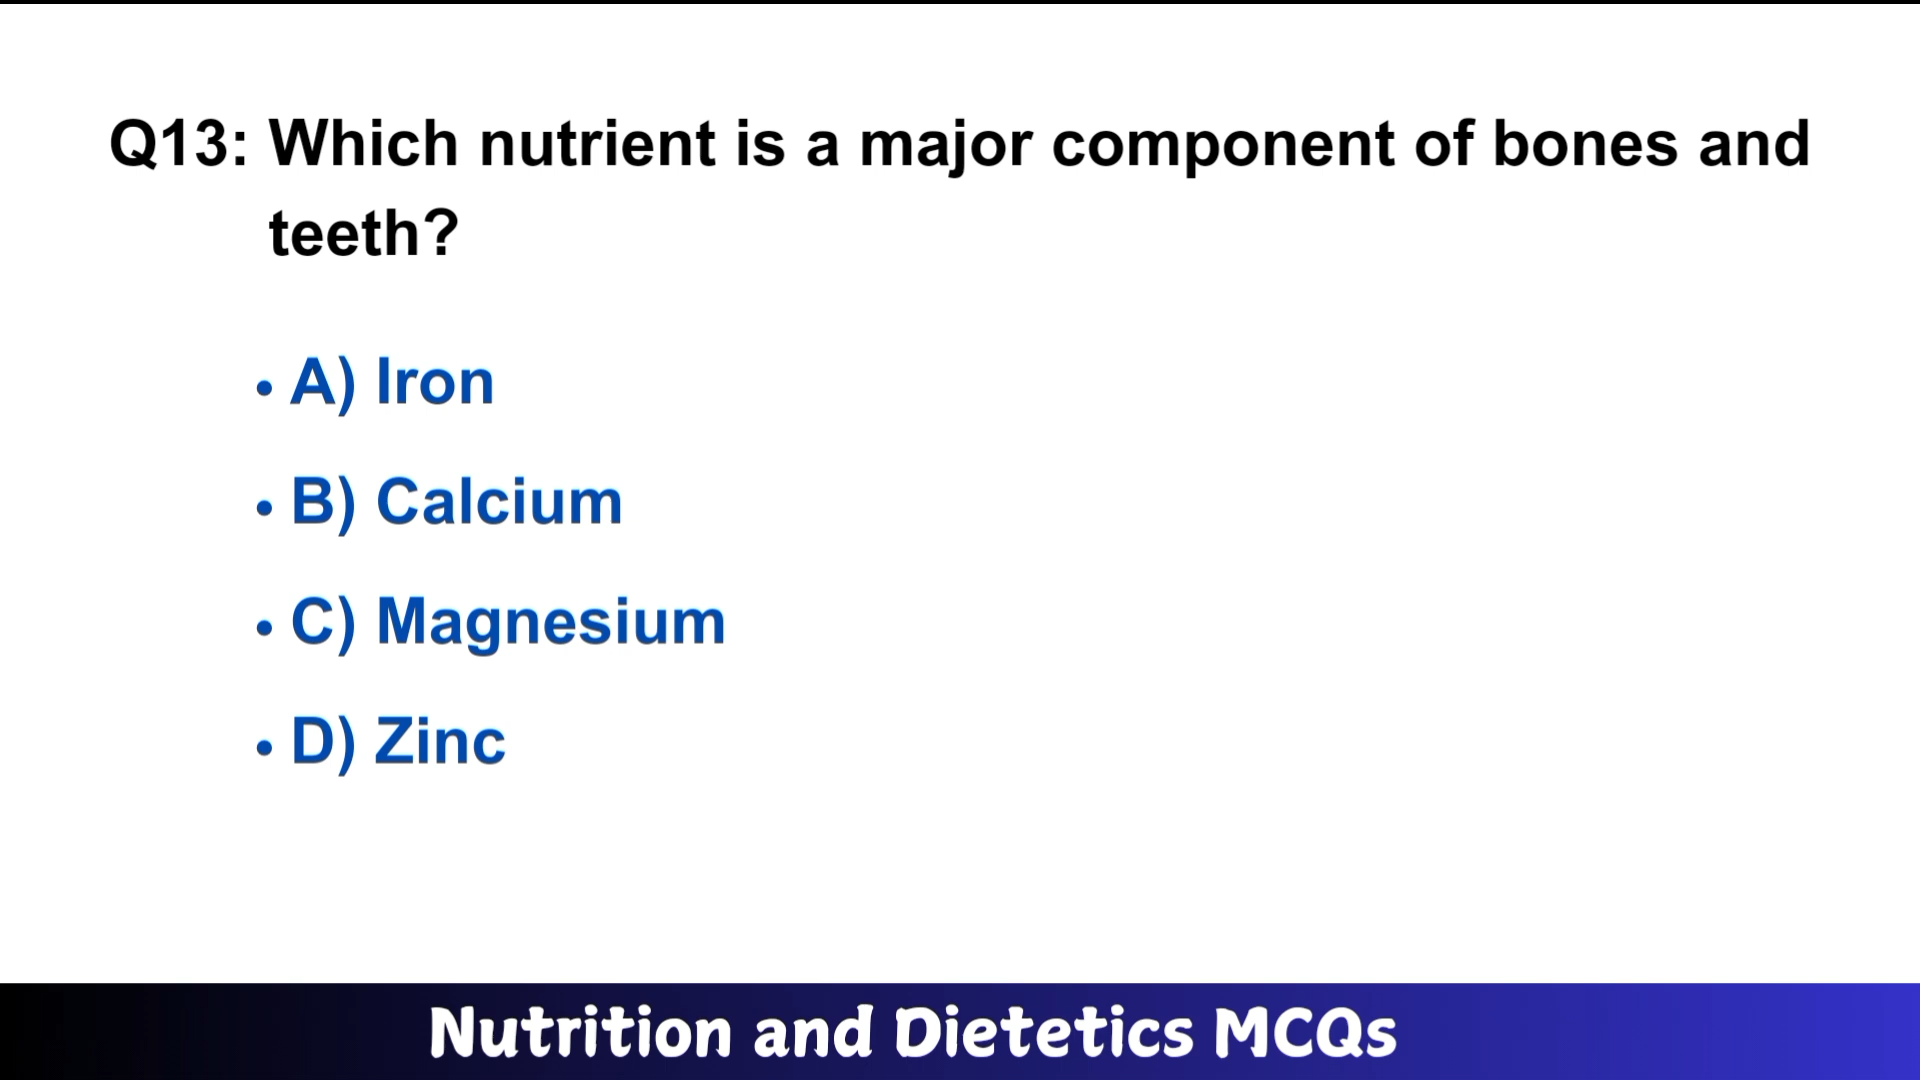 Q13: Which nutrient is a major component of bones and
teeth?
• A) Iron
• B) Calcium
• C) Magnesium
• D) Zinc
Nutrition and Dietetics MCQs